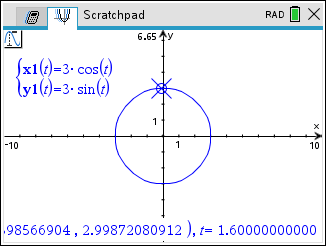 Scratchpad RAD
6.65 y
x1(t)=3·cos(t)
y1(t)=3·sin(t)
1
x
-10 1 10
98566904 , 2.99872080912 ), t= 1.60000000000